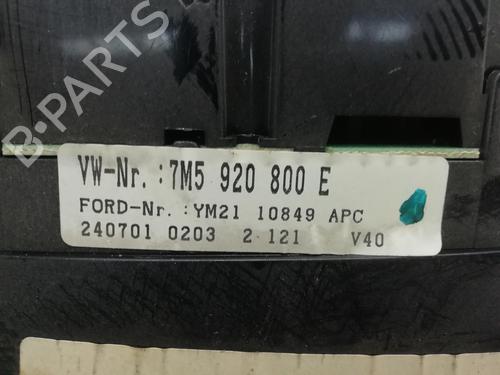 B-PARTS
VW-Nr. :7M5 920 800 E
FORD-Nr. :YM21 10849 APC
240701 0203 2 121 V40